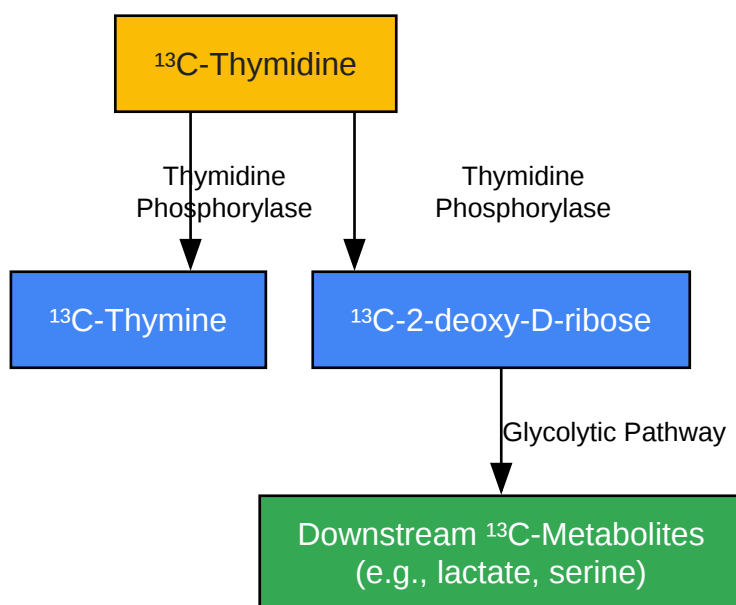 ¹³C-Thymidine
Thymidine
Phosphorylase
Thymidine
Phosphorylase
¹³C-Thymine
¹³C-2-deoxy-D-ribose
Glycolytic Pathway
Downstream ¹³C-Metabolites
(e.g., lactate, serine)